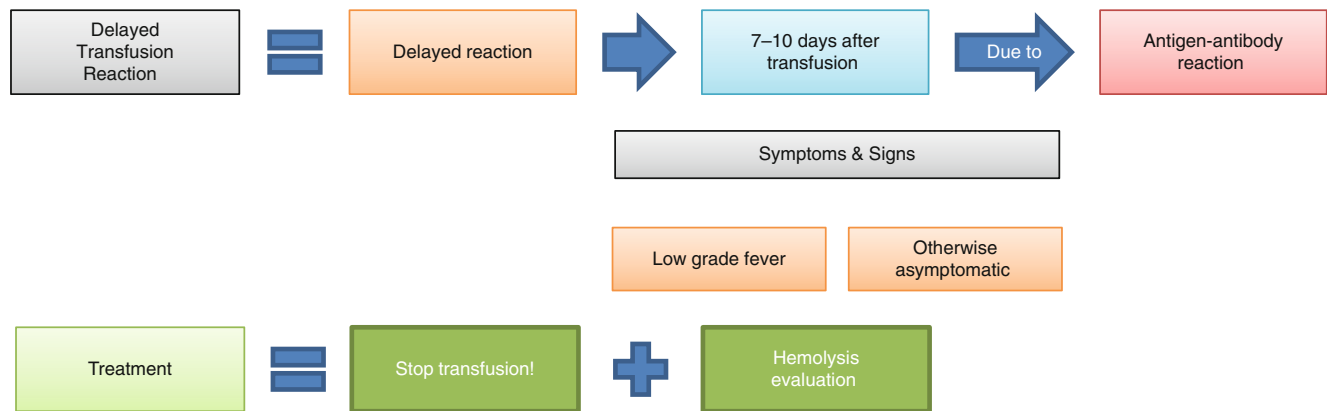 Delayed
Transfusion
Reaction
Delayed reaction
7–10 days after
transfusion
Due to
Antigen-antibody
reaction
Symptoms & Signs
Low grade fever
Otherwise
asymptomatic
Treatment
Stop transfusion!
Hemolysis
evaluation